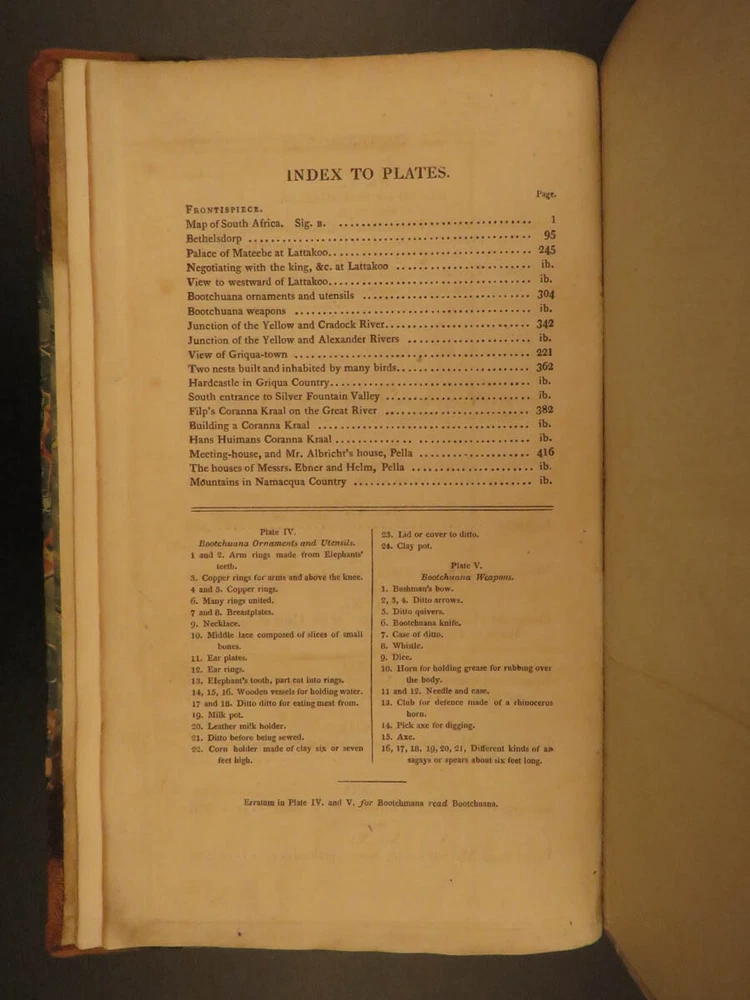 INDEX TO PLATES.
Page.
FRONTISPIECE.
Map of South Africa. Sig. B. ................................ 1
Bethelsdorp ................................ 95
Palace of Mateebe at Lattakoo................................ 245
Negotiating with the king, &c. at Lattakoo ........................ ib.
View to westward of Lattakoo................................ ib.
Bootchuana ornaments and utensils ............................ 304
Bootchuana weapons ................................ ib.
Junction of the Yellow and Cradock River........................ 342
Junction of the Yellow and Alexander Rivers ...................... ib.
View of Griqua-town ................................ 221
Two nests built and inhabited by many birds........................ 362
Hardcastle in Griqua Country................................ ib.
South entrance to Silver Fountain Valley ........................ ib.
Filp's Coranna Kraal on the Great River ........................ 382
Building a Coranna Kraal ................................ ib.
Hans Huimans Coranna Kraal ................................ ib.
Meeting-house, and Mr. Albricht's house, Pella .................... 416
The houses of Messrs. Ebner and Helm, Pella ...................... ib.
Mountains in Namacqua Country ................................ ib.
Plate IV.
Bootchuana Ornaments and Utensils.
1 and 2. Arm rings made from Elephants'
teeth.
3. Copper rings for arms and above the knee.
4 and 5. Copper rings.
6. Many rings united.
7 and 8. Breastplates.
9. Necklace.
10. Middle lace composed of slices of small
bones.
11. Ear plates.
12. Ear rings.
13. Elephant's tooth, part cut into rings.
14, 15, 16. Wooden vessels for holding water.
17 and 18. Ditto ditto for eating meat from.
19. Milk pot.
20. Leather milk holder.
21. Ditto before being sewed.
22. Corn holder made of clay six or seven
feet high.
23. Lid or cover to ditto.
24. Clay pot.
Plate V.
Bootchuana Weapons.
1. Bushman's bow.
2, 3, 4. Ditto arrows.
5. Ditto quivers.
6. Bootchuana knife.
7. Case of ditto.
8. Whistle.
9. Dice.
10. Horn for holding grease for rubbing over
the body.
11 and 12. Needle and case.
13. Club for defence made of a rhinoceros
horn.
14. Pick axe for digging.
15. Axe.
16, 17, 18, 19, 20, 21, Different kinds of as-
sagays or spears about six feet long.
Erratum in Plate IV. and V. for Bootchmana read Bootchuana.